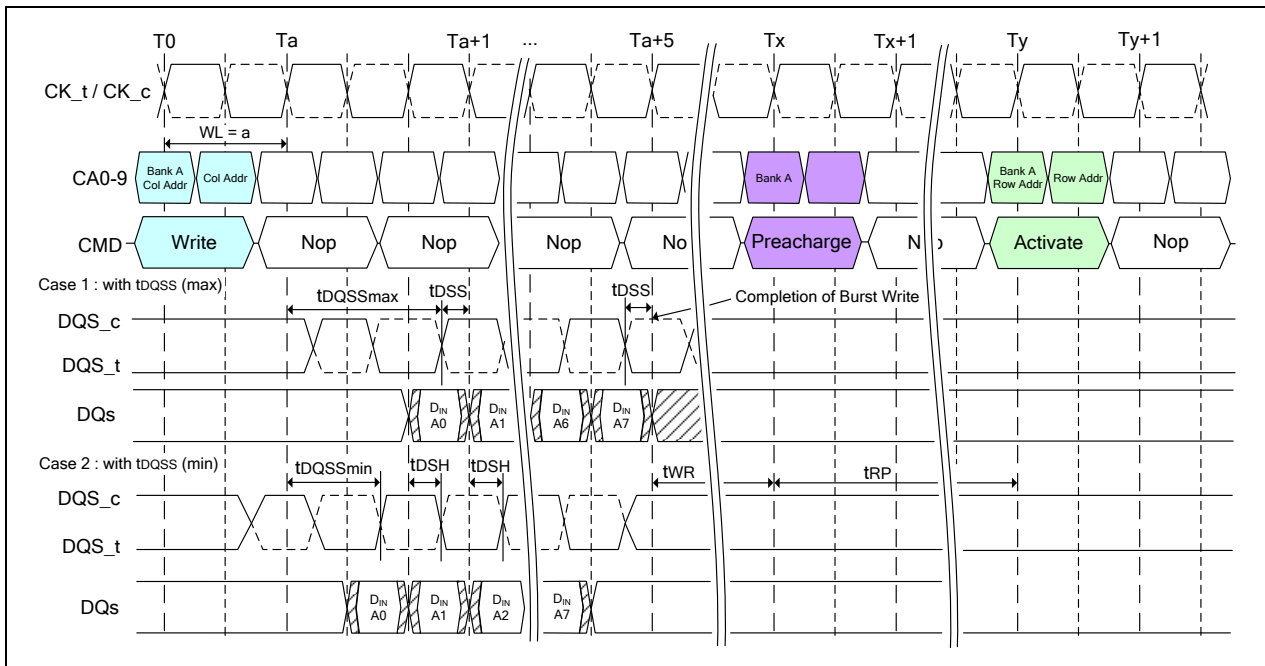 T0 Ta Ta+1 ... Ta+5 Tx Tx+1 Ty Ty+1
CK_t / CK_c
WL = a
CA0-9
Bank A
Col Addr
Col Addr
Bank A
Bank A
Row Addr
Row Addr
CMD
Write Nop Nop Nop Preacharge Activate Nop
Case 1 : with tDQSS (max)
tDQSSmax tDSS tDSS Completion of Burst Write
DQS_c
DQS_t
DQs
DIN
A0
DIN
A1
DIN
A6
DIN
A7
Case 2 : with tDQSS (min)
tDQSSmin tDSH tDSH tWR tRP
DQS_c
DQS_t
DQs
DIN
A0
DIN
A1
DIN
A2
DIN
A7